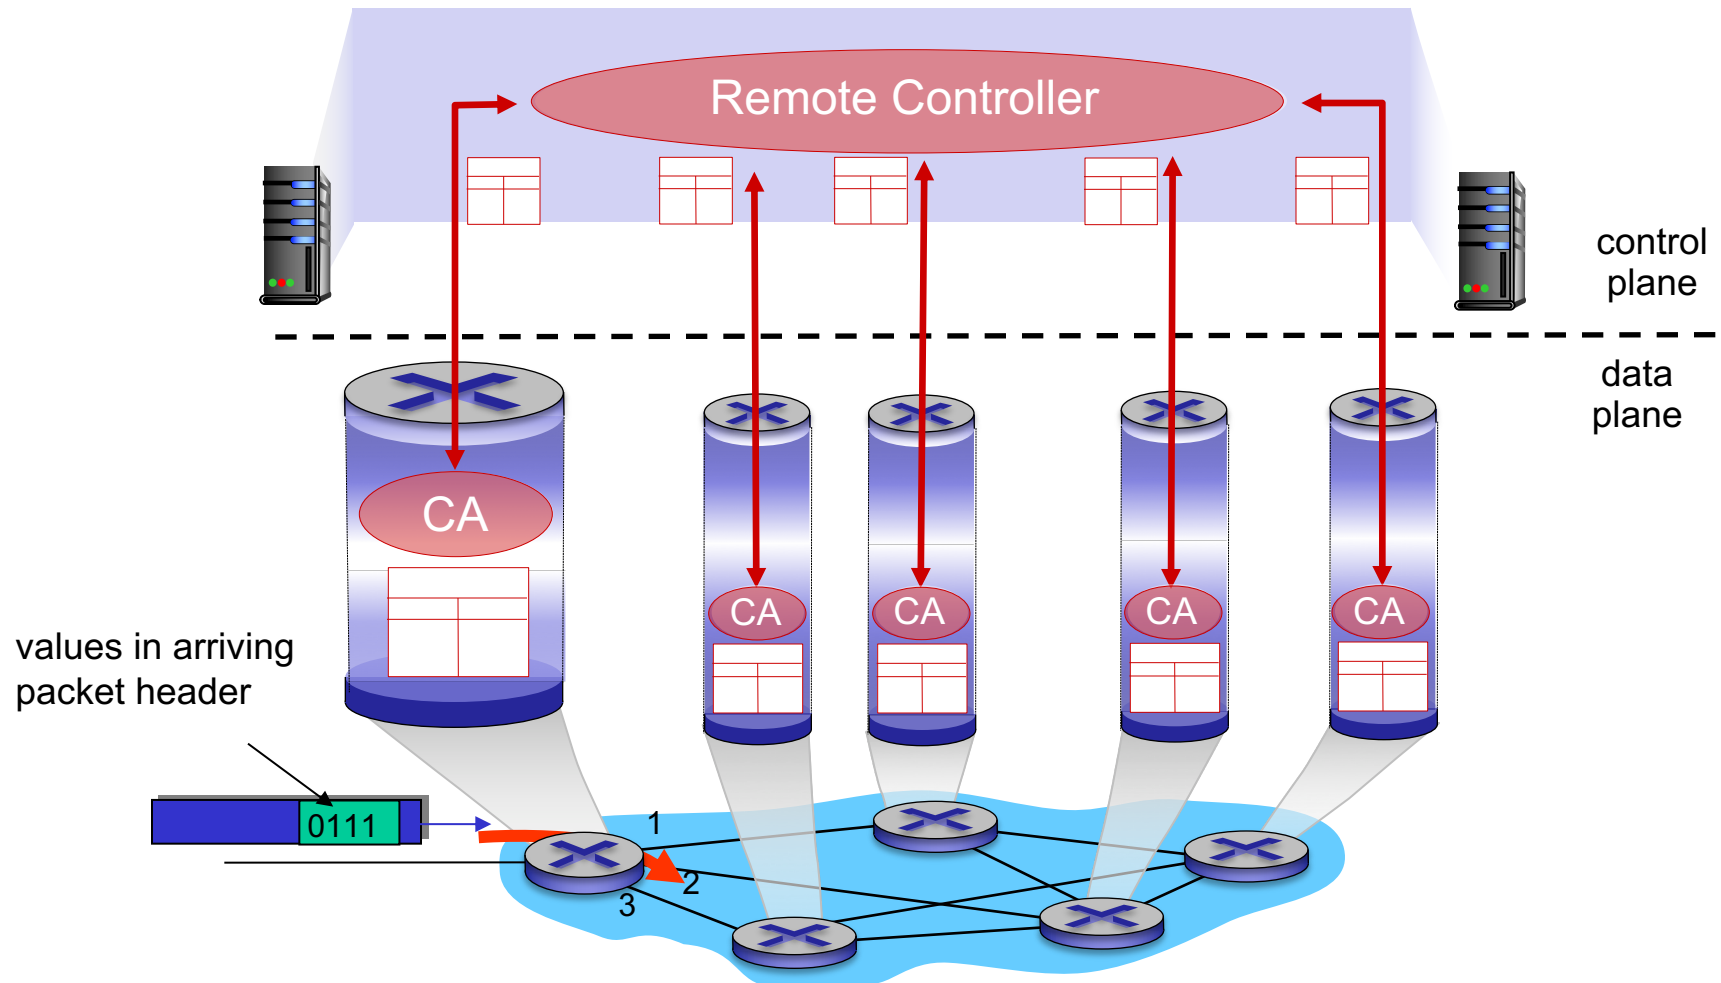 Remote Controller
control
plane
data
plane
CA
CA
CA
CA
CA
values in arriving
packet header
0111
1
2
3